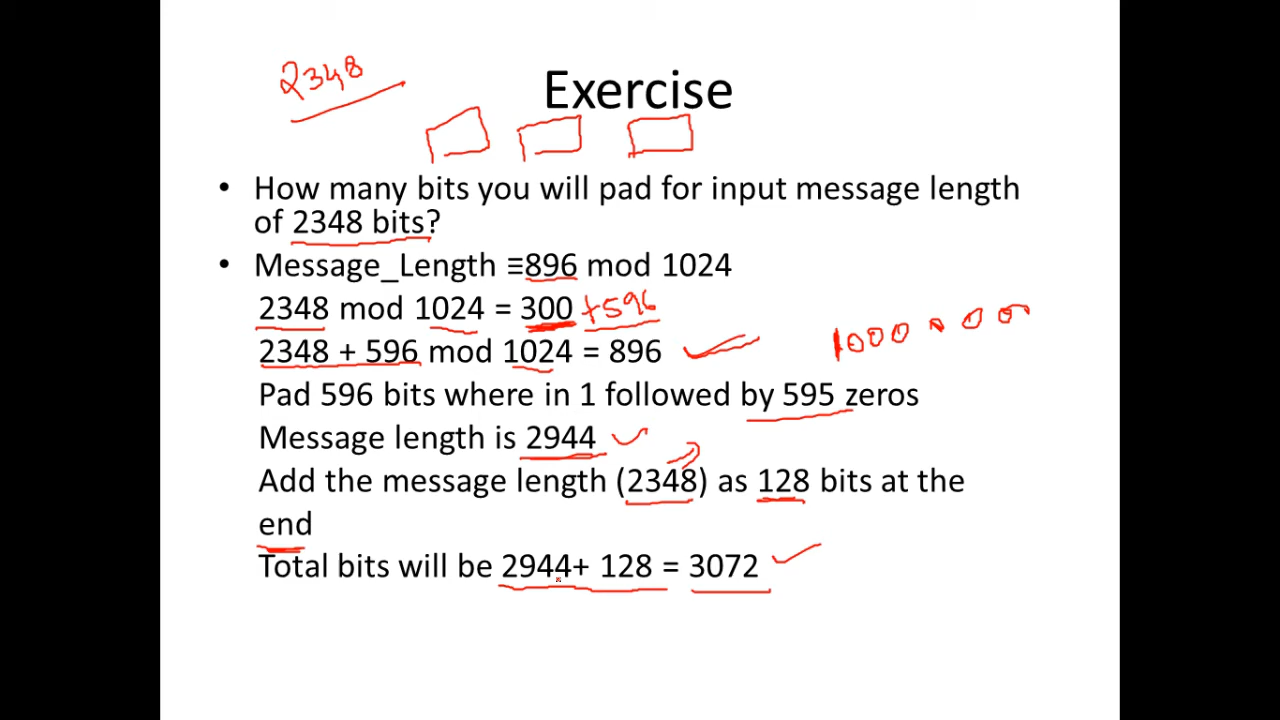 2348
Exercise
• How many bits you will pad for input message length
of 2348 bits?
• Message_Length ≡896 mod 1024
2348 mod 1024 = 300 +596
2348 + 596 mod 1024 = 896
1000 0 0 0
Pad 596 bits where in 1 followed by 595 zeros
Message length is 2944
Add the message length (2348) as 128 bits at the
end
Total bits will be 2944+ 128 = 3072